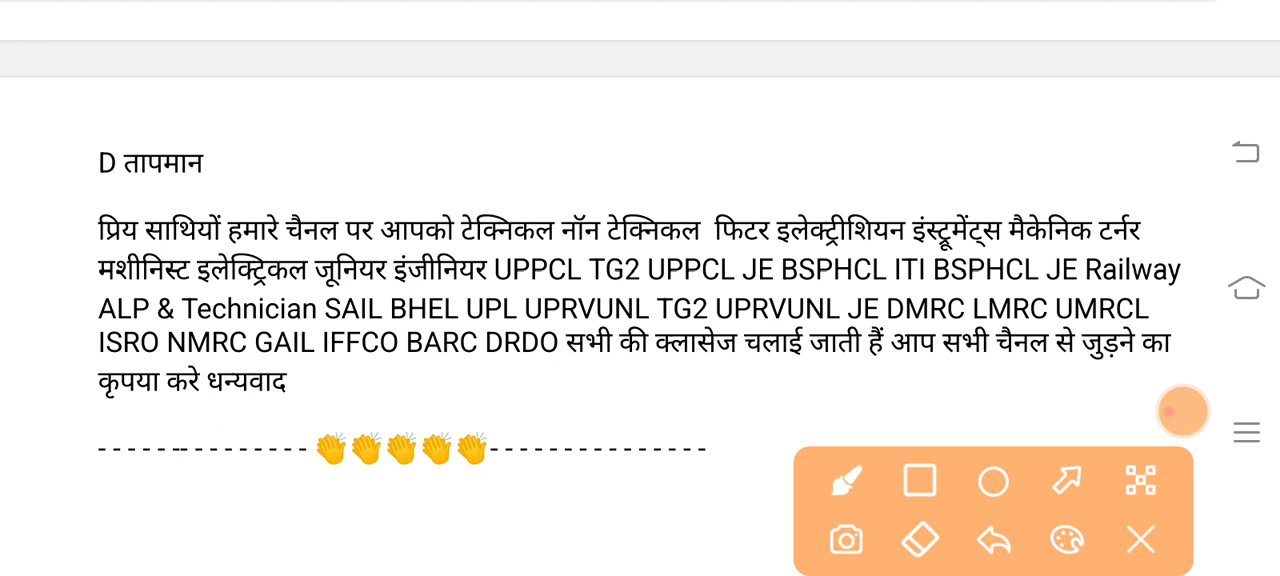 D तापमान
प्रिय साथियों हमारे चैनल पर आपको टेक्निकल नॉन टेक्निकल फिटर इलेक्ट्रीशियन इंस्ट्रूमेंट्स मैकेनिक टर्नर
मशीनिस्ट इलेक्ट्रिकल जूनियर इंजीनियर UPPCL TG2 UPPCL JE BSPHCL ITI BSPHCL JE Railway
ALP & Technician SAIL BHEL UPL UPRVUNL TG2 UPRVUNL JE DMRC LMRC UMRCL
ISRO NMRC GAIL IFFCO BARC DRDO सभी की क्लासेज चलाई जाती हैं आप सभी चैनल से जुड़ने का
कृपया करे धन्यवाद
- - - - - -- - - - - - - - - 👏👏👏👏👏- - - - - - - - - - - - - - -